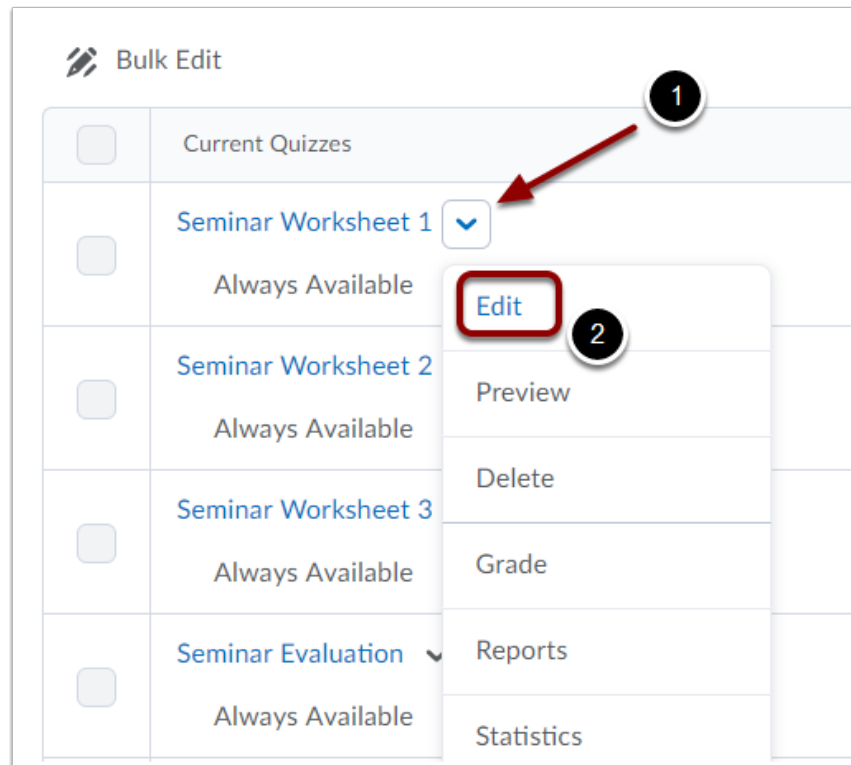 Bulk Edit
1
Current Quizzes
Seminar Worksheet 1
Always Available
Edit
2
Seminar Worksheet 2
Always Available
Preview
Delete
Seminar Worksheet 3
Always Available
Grade
Seminar Evaluation
Always Available
Reports
Statistics